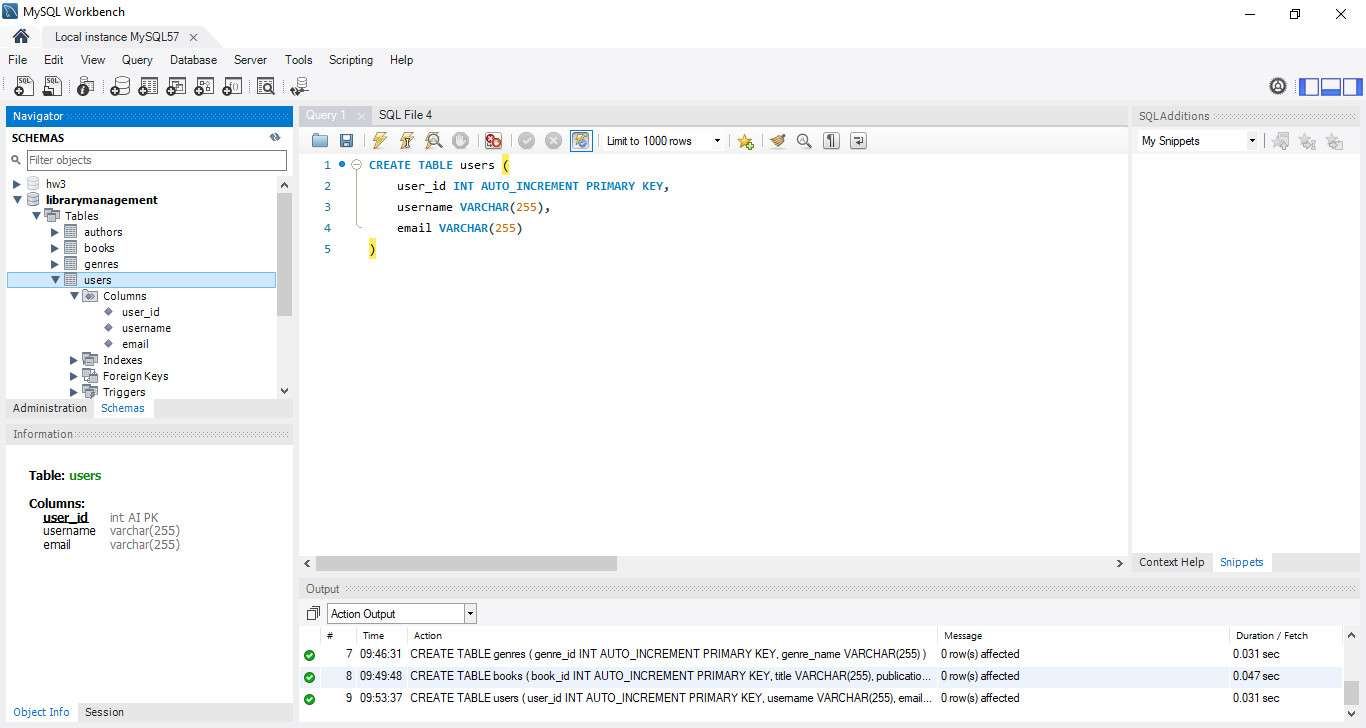 MySQL Workbench
Local instance MySQL57
File Edit View Query Database Server Tools Scripting Help
Navigator
SCHEMAS
Filter objects
hw3
librarymanagement
Tables
authors
books
genres
users
Columns
user_id
username
email
Indexes
Foreign Keys
Triggers
Administration Schemas
Information
Table: users
Columns:
user_id int AI PK
username varchar(255)
email varchar(255)
Object Info Session
Query 1 SQL File 4
Limit to 1000 rows
1 CREATE TABLE users (
2 user_id INT AUTO_INCREMENT PRIMARY KEY,
3 username VARCHAR(255),
4 email VARCHAR(255)
5 )
SQLAdditions
My Snippets
Context Help Snippets
Output
Action Output
# Time Action Message Duration / Fetch
7 09:46:31 CREATE TABLE genres ( genre_id INT AUTO_INCREMENT PRIMARY KEY, genre_name VARCHAR(255) ) 0 row(s) affected 0.031 sec
8 09:49:48 CREATE TABLE books ( book_id INT AUTO_INCREMENT PRIMARY KEY, title VARCHAR(255), publicatio... 0 row(s) affected 0.047 sec
9 09:53:37 CREATE TABLE users ( user_id INT AUTO_INCREMENT PRIMARY KEY, username VARCHAR(255), email... 0 row(s) affected 0.031 sec